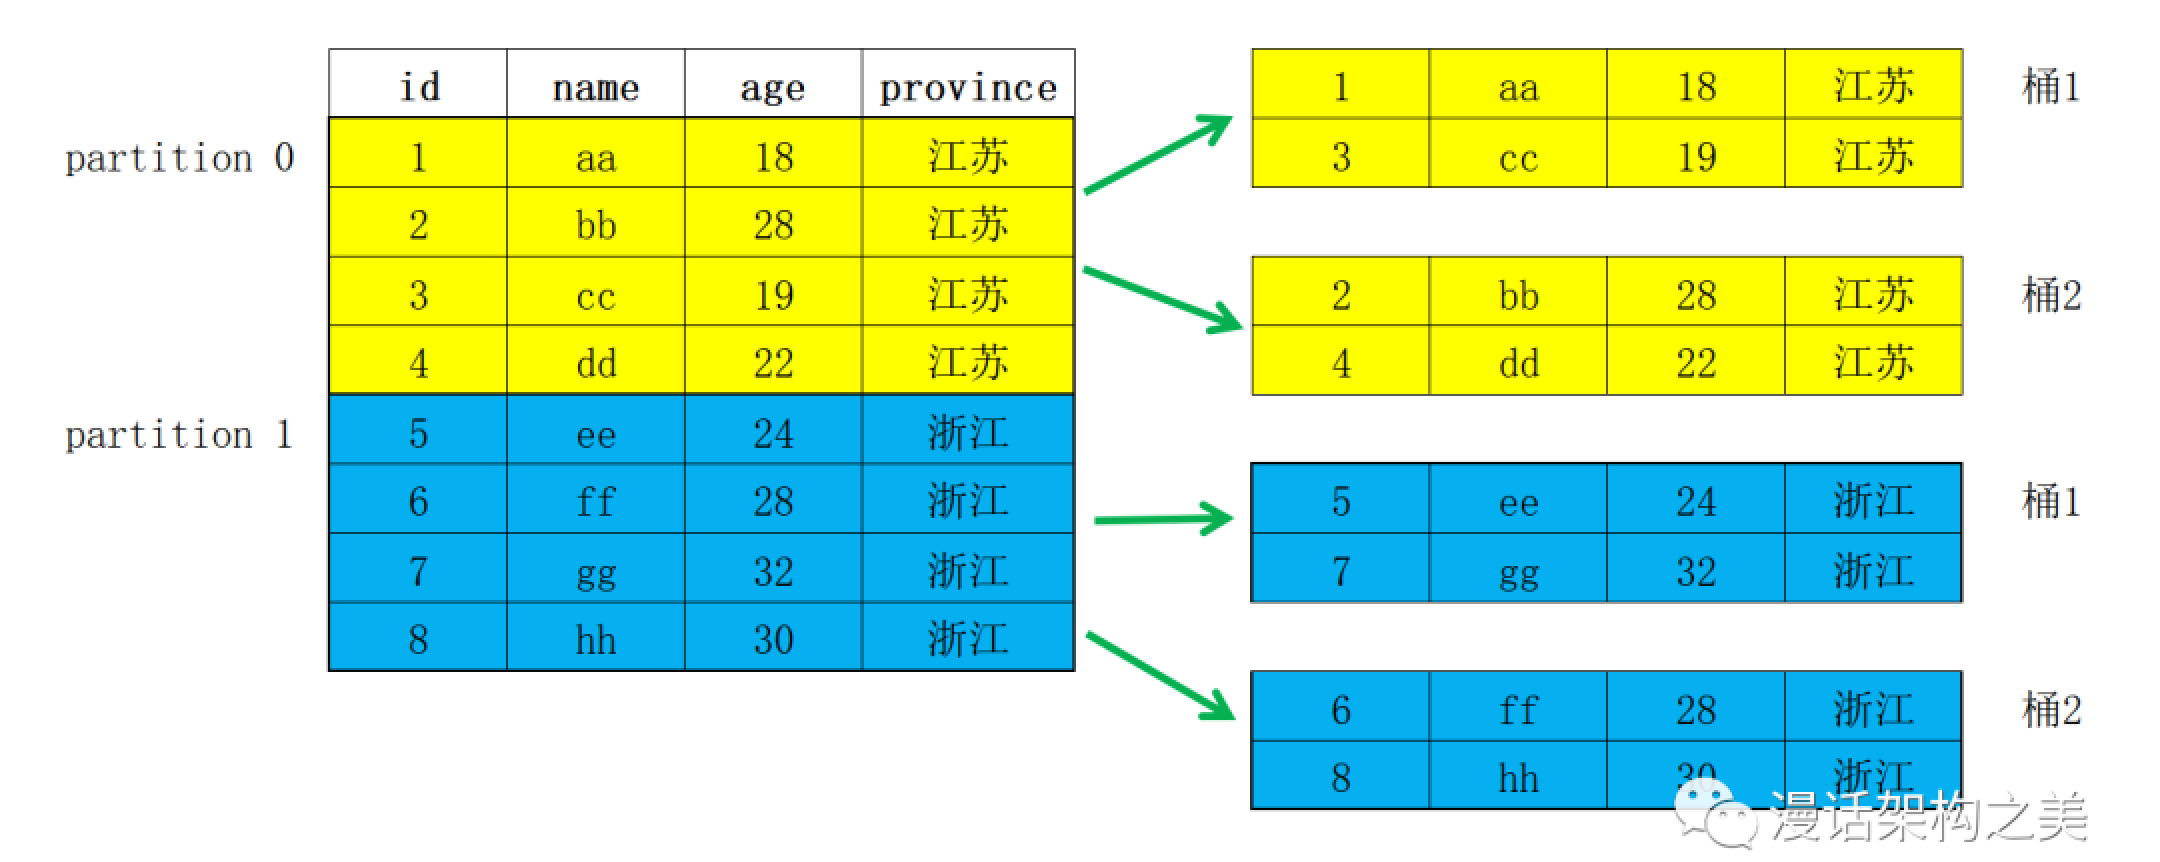 id name age province
partition 0
1 aa 18 江苏
2 bb 28 江苏
3 cc 19 江苏
4 dd 22 江苏
partition 1
5 ee 24 浙江
6 ff 28 浙江
7 gg 32 浙江
8 hh 30 浙江
1 aa 18 江苏 桶1
3 cc 19 江苏
2 bb 28 江苏 桶2
4 dd 22 江苏
5 ee 24 浙江 桶1
7 gg 32 浙江
6 ff 28 浙江 桶2
8 hh 30 浙江
漫话架构之美